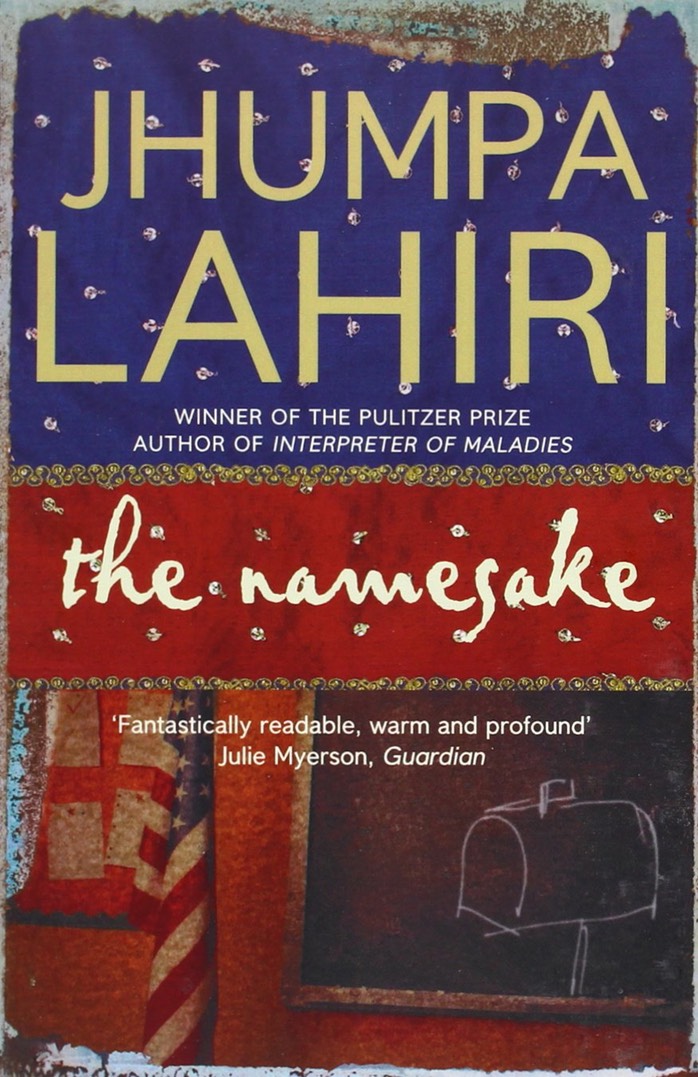 JHUMPA
LAHIRI
WINNER OF THE PULITZER PRIZE
AUTHOR OF INTERPRETER OF MALADIES
the namesake
‘Fantastically readable, warm and profound’
Julie Myerson, Guardian